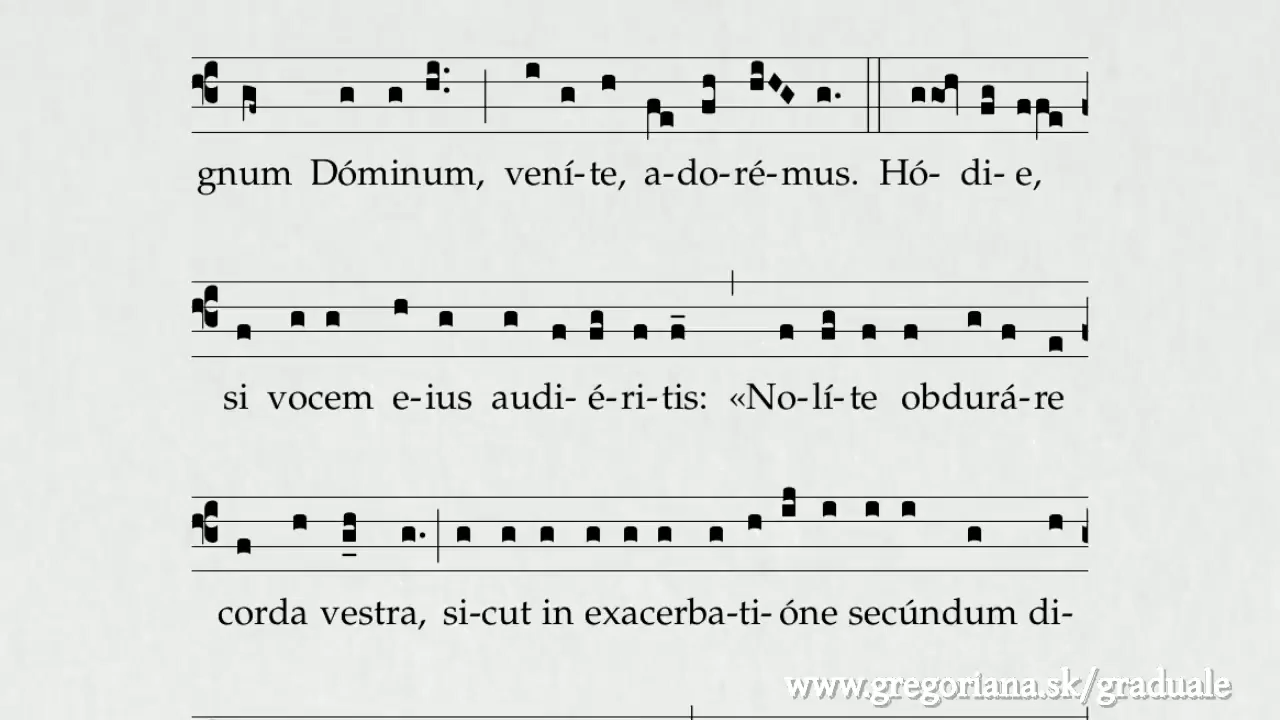 gnum Dóminum, vení-te, a-do-ré-mus. Hó- di- e,
si vocem e-ius audi- é-ri-tis: «No-lí-te obdurá-re
corda vestra, si-cut in exacerba-ti- óne secúndum di-
www.gregoriana.sk/graduale